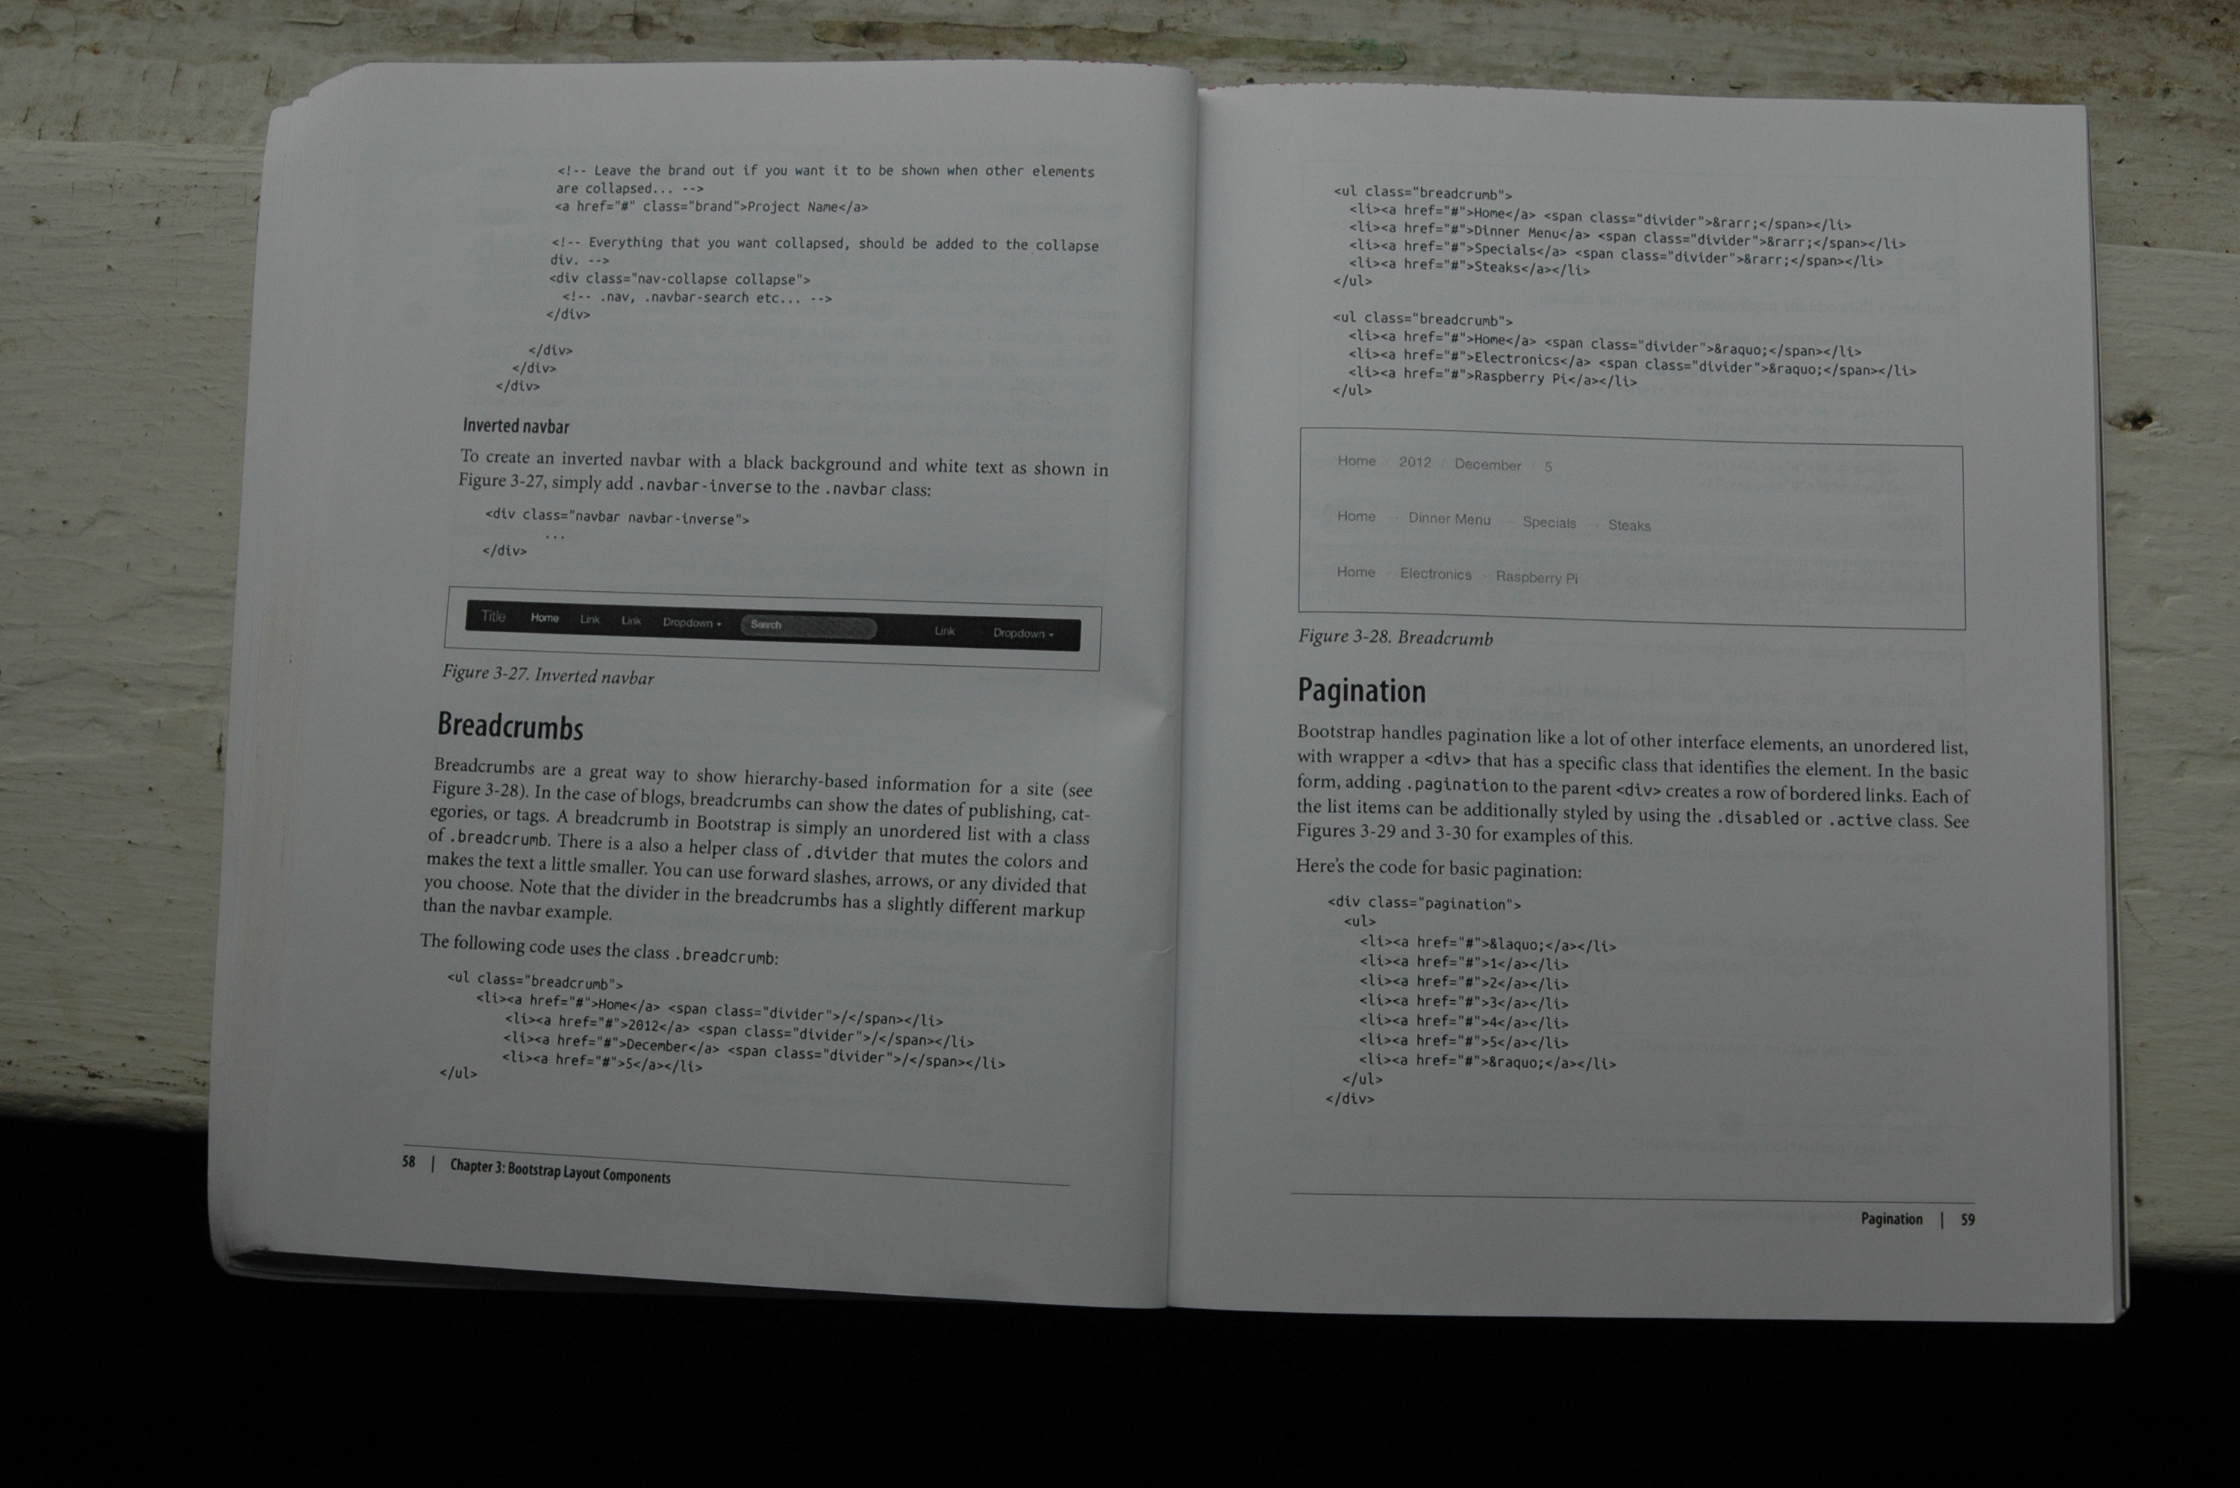 <!-- Leave the brand out if you want it to be shown when other elements
are collapsed... -->
<a href="#" class="brand">Project Name</a>
<!-- Everything that you want collapsed, should be added to the collapse
div. -->
<div class="nav-collapse collapse">
<!-- .nav, .navbar-search etc... -->
</div>
</div>
</div>
</div>
Inverted navbar
To create an inverted navbar with a black background and white text as shown in
Figure 3-27, simply add .navbar-inverse to the .navbar class:
<div class="navbar navbar-inverse">
...
</div>
Title Home Link Link Dropdown Search Link Dropdown
Figure 3-27. Inverted navbar
Breadcrumbs
Breadcrumbs are a great way to show hierarchy-based information for a site (see
Figure 3-28). In the case of blogs, breadcrumbs can show the dates of publishing, cat-
egories, or tags. A breadcrumb in Bootstrap is simply an unordered list with a class
of .breadcrumb. There is a also a helper class of .divider that mutes the colors and
makes the text a little smaller. You can use forward slashes, arrows, or any divided that
you choose. Note that the divider in the breadcrumbs has a slightly different markup
than the navbar example.
The following code uses the class .breadcrumb:
<ul class="breadcrumb">
<li><a href="#">Home</a> <span class="divider">/</span></li>
<li><a href="#">2012</a> <span class="divider">/</span></li>
<li><a href="#">December</a> <span class="divider">/</span></li>
<li><a href="#">5</a></li>
</ul>
58 | Chapter 3: Bootstrap Layout Components
<ul class="breadcrumb">
<li><a href="#">Home</a> <span class="divider">&rarr;</span></li>
<li><a href="#">Dinner Menu</a> <span class="divider">&rarr;</span></li>
<li><a href="#">Specials</a> <span class="divider">&rarr;</span></li>
<li><a href="#">Steaks</a></li>
</ul>
<ul class="breadcrumb">
<li><a href="#">Home</a> <span class="divider">&raquo;</span></li>
<li><a href="#">Electronics</a> <span class="divider">&raquo;</span></li>
<li><a href="#">Raspberry Pi</a></li>
</ul>
Home / 2012 / December / 5
Home → Dinner Menu → Specials → Steaks
Home » Electronics » Raspberry Pi
Figure 3-28. Breadcrumb
Pagination
Bootstrap handles pagination like a lot of other interface elements, an unordered list,
with wrapper a <div> that has a specific class that identifies the element. In the basic
form, adding .pagination to the parent <div> creates a row of bordered links. Each of
the list items can be additionally styled by using the .disabled or .active class. See
Figures 3-29 and 3-30 for examples of this.
Here's the code for basic pagination:
<div class="pagination">
<ul>
<li><a href="#">&laquo;</a></li>
<li><a href="#">1</a></li>
<li><a href="#">2</a></li>
<li><a href="#">3</a></li>
<li><a href="#">4</a></li>
<li><a href="#">5</a></li>
<li><a href="#">&raquo;</a></li>
</ul>
</div>
Pagination | 59